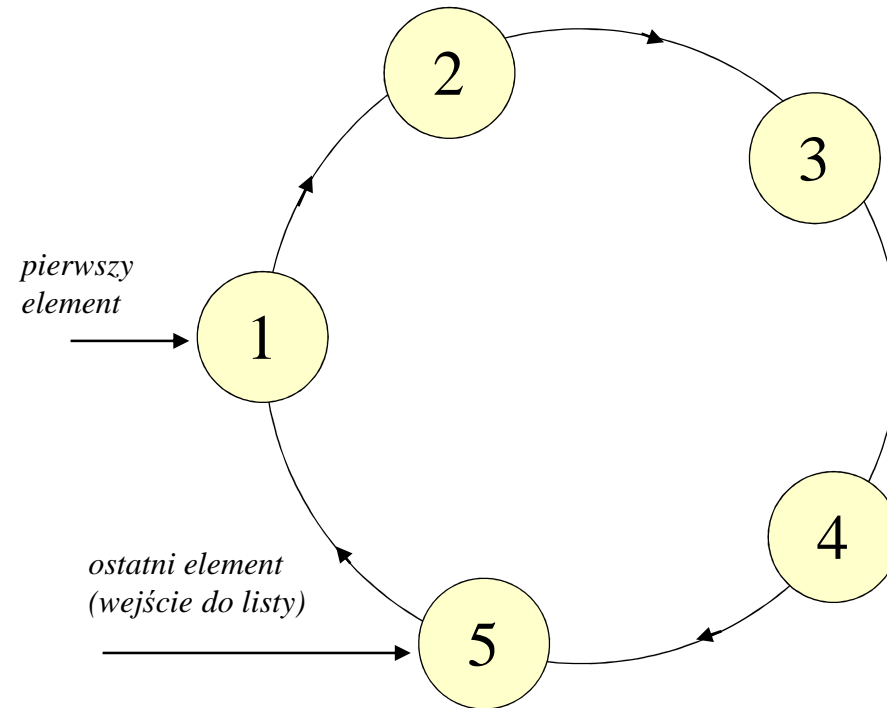 2
3
pierwszy
element
1
4
ostatni element
(wejście do listy)
5